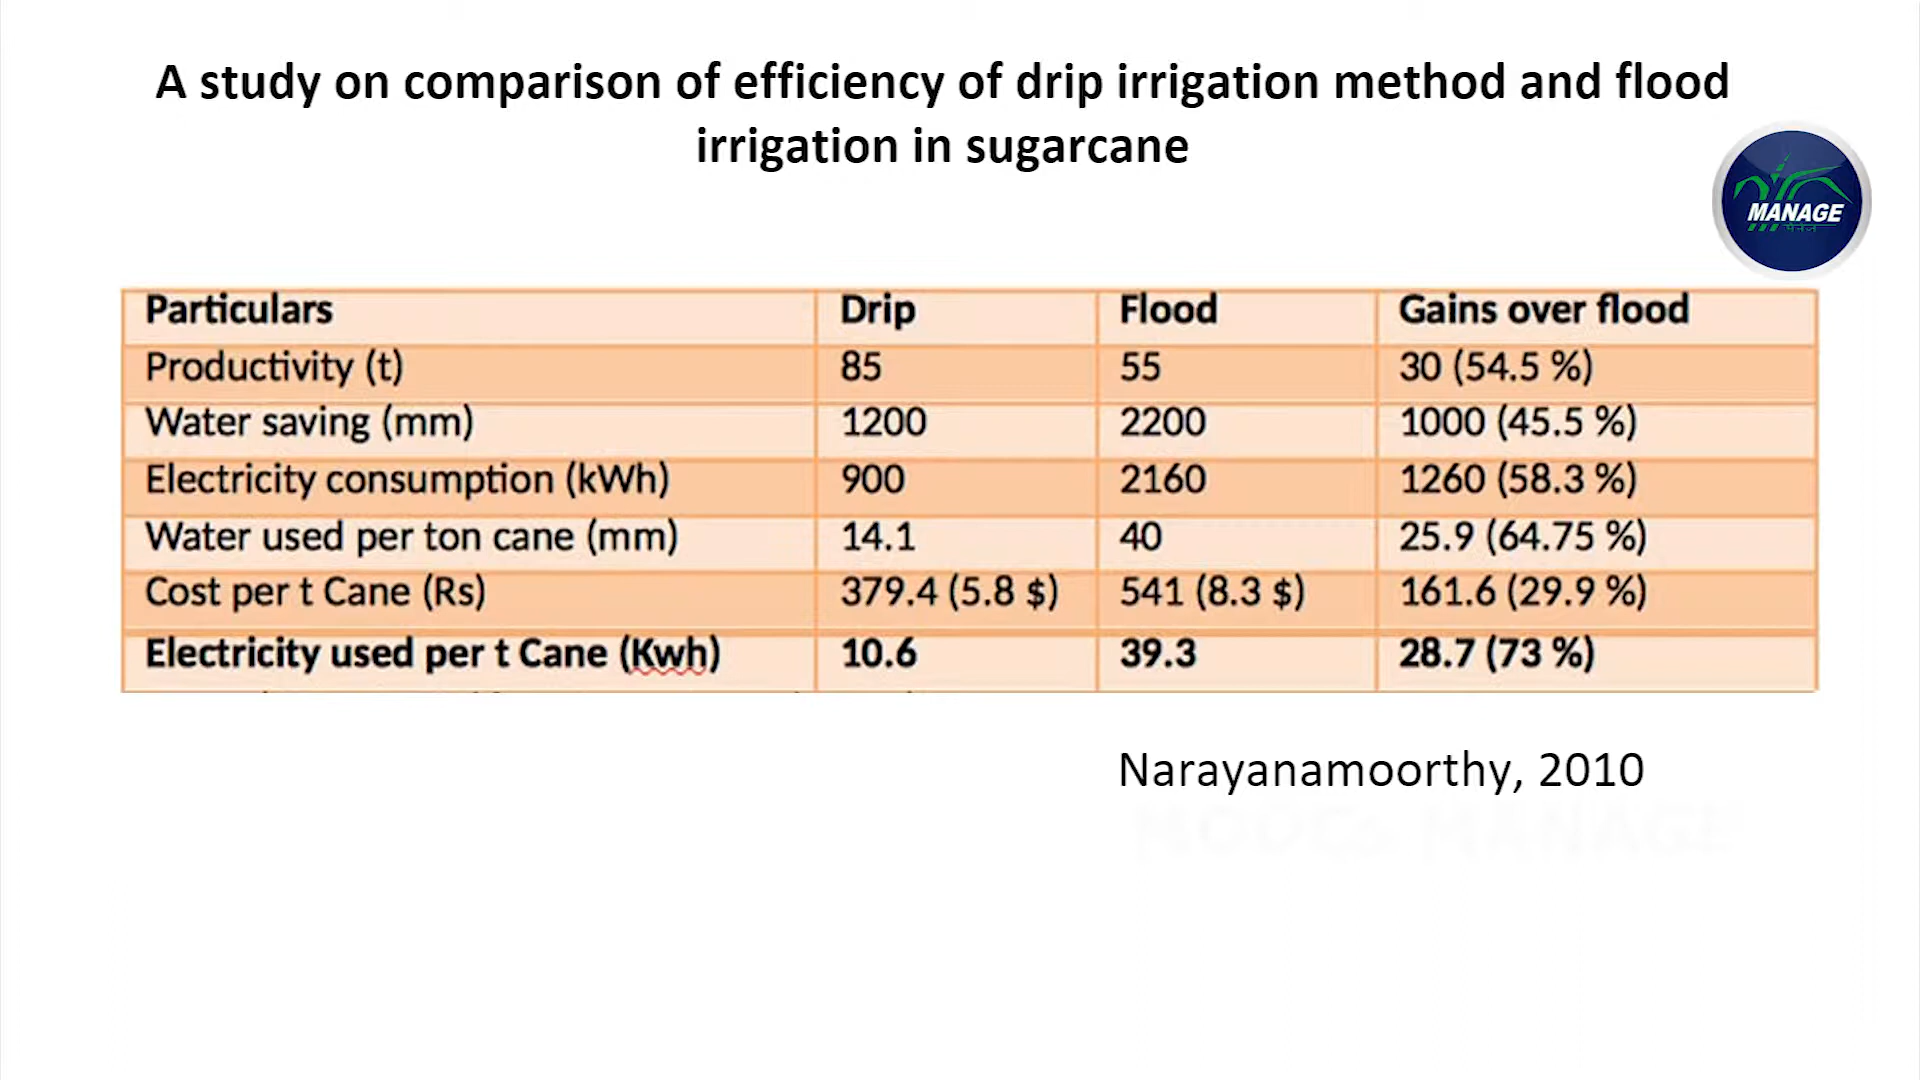 A study on comparison of efficiency of drip irrigation method and flood
irrigation in sugarcane
MANAGE
Particulars Drip Flood Gains over flood
Productivity (t) 85 55 30 (54.5 %)
Water saving (mm) 1200 2200 1000 (45.5 %)
Electricity consumption (kWh) 900 2160 1260 (58.3 %)
Water used per ton cane (mm) 14.1 40 25.9 (64.75 %)
Cost per t Cane (Rs) 379.4 (5.8 $) 541 (8.3 $) 161.6 (29.9 %)
Electricity used per t Cane (Kwh) 10.6 39.3 28.7 (73 %)
Narayanamoorthy, 2010